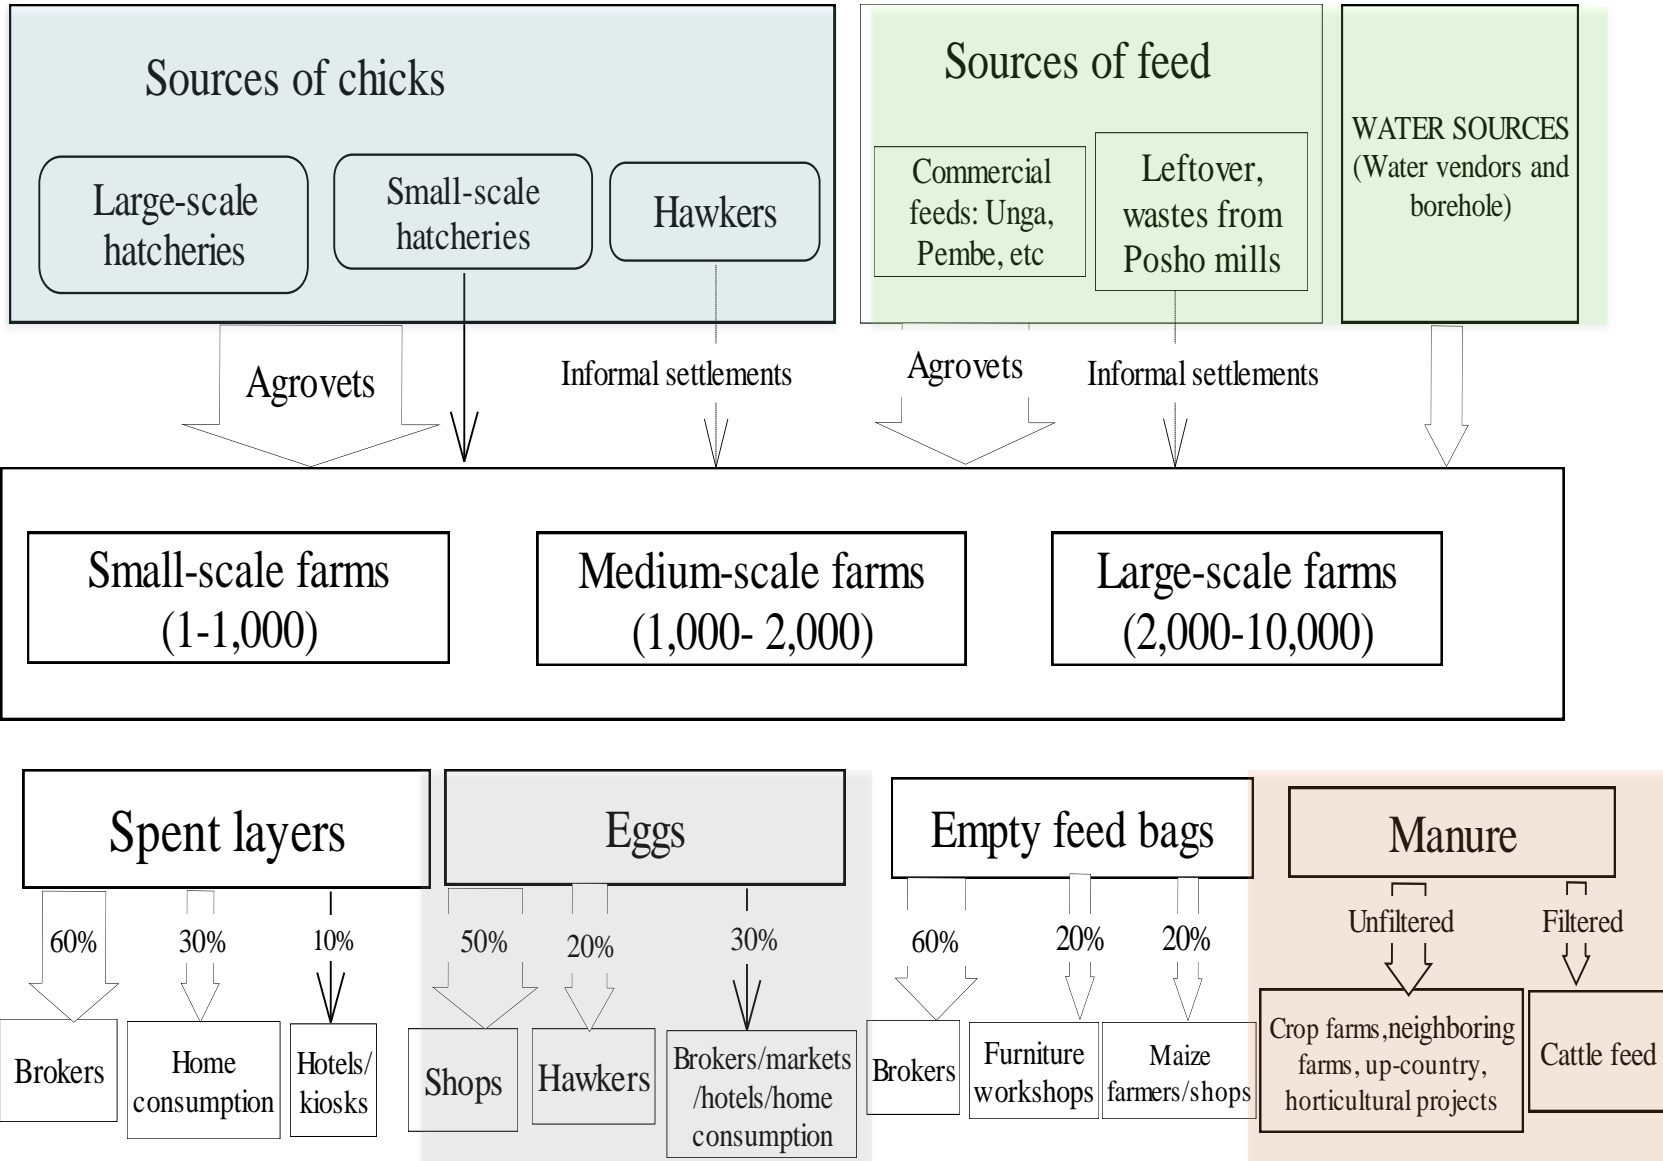 Sources of chicks
Large-scale
hatcheries
Small-scale
hatcheries
Hawkers
Sources of feed
Commercial
feeds: Unga,
Pembe, etc
Leftover,
wastes from
Posho mills
WATER SOURCES
(Water vendors and
borehole)
Agrovets
Informal settlements
Agrovets
Informal settlements
Small-scale farms
(1-1,000)
Medium-scale farms
(1,000- 2,000)
Large-scale farms
(2,000-10,000)
Spent layers
60%
30%
10%
Brokers
Home
consumption
Hotels/
kiosks
Eggs
50%
20%
30%
Shops
Hawkers
Brokers/markets
/hotels/home
consumption
Empty feed bags
60%
20%
20%
Brokers
Furniture
workshops
Maize
farmers/shops
Manure
Unfiltered
Filtered
Crop farms,neighboring
farms, up-country,
horticultural projects
Cattle feed